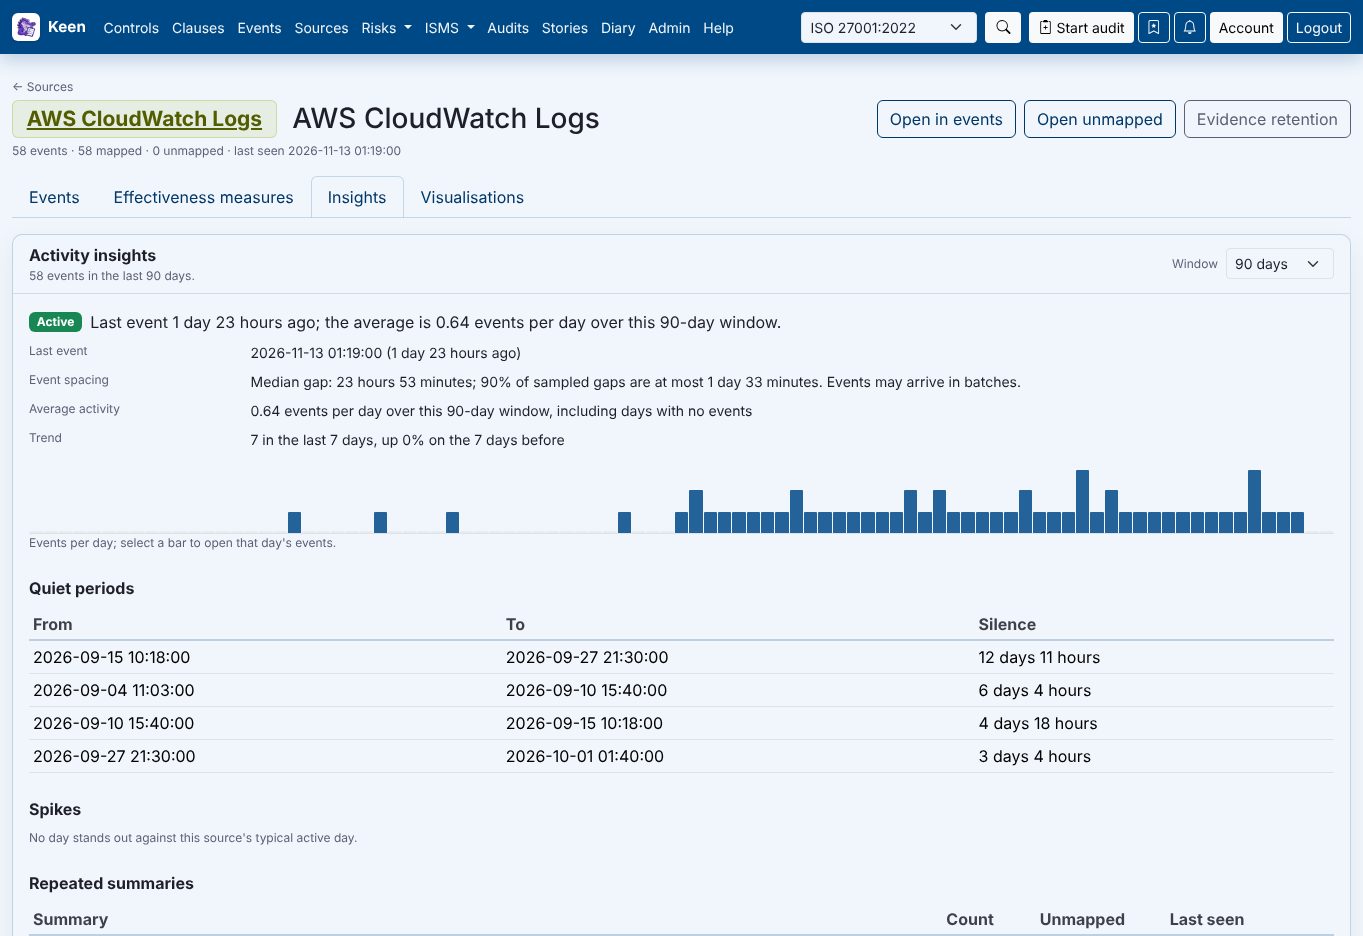 Keen Controls Clauses Events Sources Risks ISMS Audits Stories Diary Admin Help ISO 27001:2022 Start audit Account Logout
← Sources
AWS CloudWatch Logs AWS CloudWatch Logs Open in events Open unmapped Evidence retention
58 events · 58 mapped · 0 unmapped · last seen 2026-11-13 01:19:00
Events Effectiveness measures Insights Visualisations
Activity insights
58 events in the last 90 days.
Window 90 days
Active Last event 1 day 23 hours ago; the average is 0.64 events per day over this 90-day window.
Last event 2026-11-13 01:19:00 (1 day 23 hours ago)
Event spacing Median gap: 23 hours 53 minutes; 90% of sampled gaps are at most 1 day 33 minutes. Events may arrive in batches.
Average activity 0.64 events per day over this 90-day window, including days with no events
Trend 7 in the last 7 days, up 0% on the 7 days before
Events per day; select a bar to open that day's events.
Quiet periods
From To Silence
2026-09-15 10:18:00 2026-09-27 21:30:00 12 days 11 hours
2026-09-04 11:03:00 2026-09-10 15:40:00 6 days 4 hours
2026-09-10 15:40:00 2026-09-15 10:18:00 4 days 18 hours
2026-09-27 21:30:00 2026-10-01 01:40:00 3 days 4 hours
Spikes
No day stands out against this source's typical active day.
Repeated summaries
Summary Count Unmapped Last seen